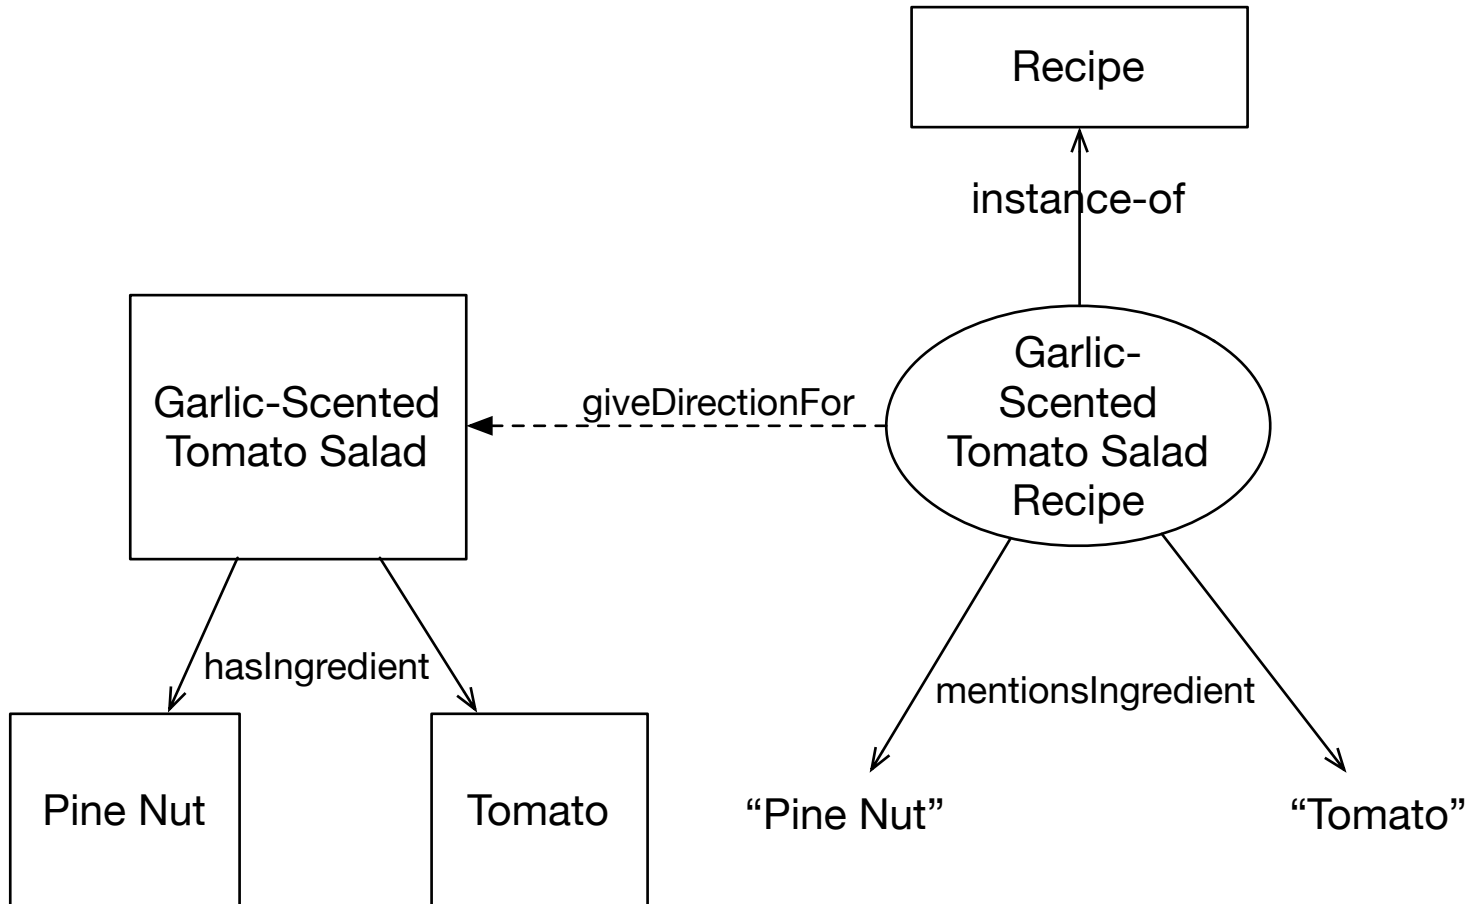 Recipe
instance-of
Garlic-
Scented
Tomato Salad
Recipe
giveDirectionFor
Garlic-Scented
Tomato Salad
hasIngredient
mentionsIngredient
Pine Nut
Tomato
“Pine Nut”
“Tomato”